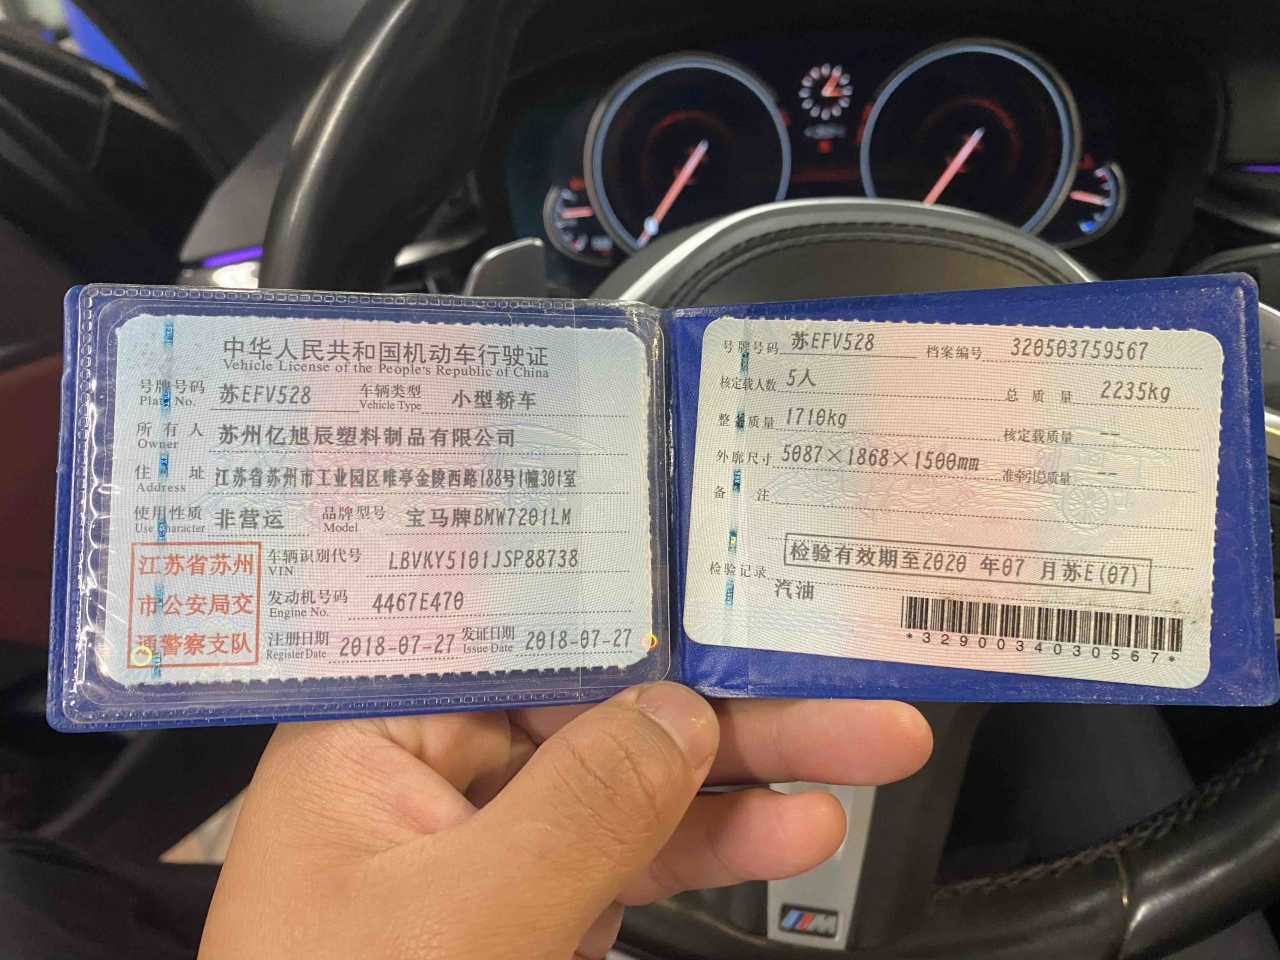 中华人民共和国机动车行驶证
Vehicle License of the People's Republic of China
号牌号码 苏EFV528 车辆类型 小型轿车
Plate No. Vehicle Type
所有人 苏州亿旭辰塑料制品有限公司
Owner
住址 江苏省苏州市工业园区唯亭金陵西路188号1幢301室
Address
使用性质 非营运 品牌型号 宝马牌BMW7201LM
Use Character Model
江苏省苏州
市公安局交
通警察支队
车辆识别代号 LBVKY5101JSP88738
VIN
发动机号码 4467E470
Engine No.
注册日期 2018-07-27 发证日期 2018-07-27
Register Date Issue Date
号牌号码 苏EFV528 档案编号 320503759567
核定载人数 5人 总质量 2235kg
整备质量 1710kg 核定载质量 --
外廓尺寸 5087×1868×1500mm 准牵引总质量 --
备注
检验有效期至2020 年07 月苏E(07)
检验记录
汽油
*3290034030567*
M